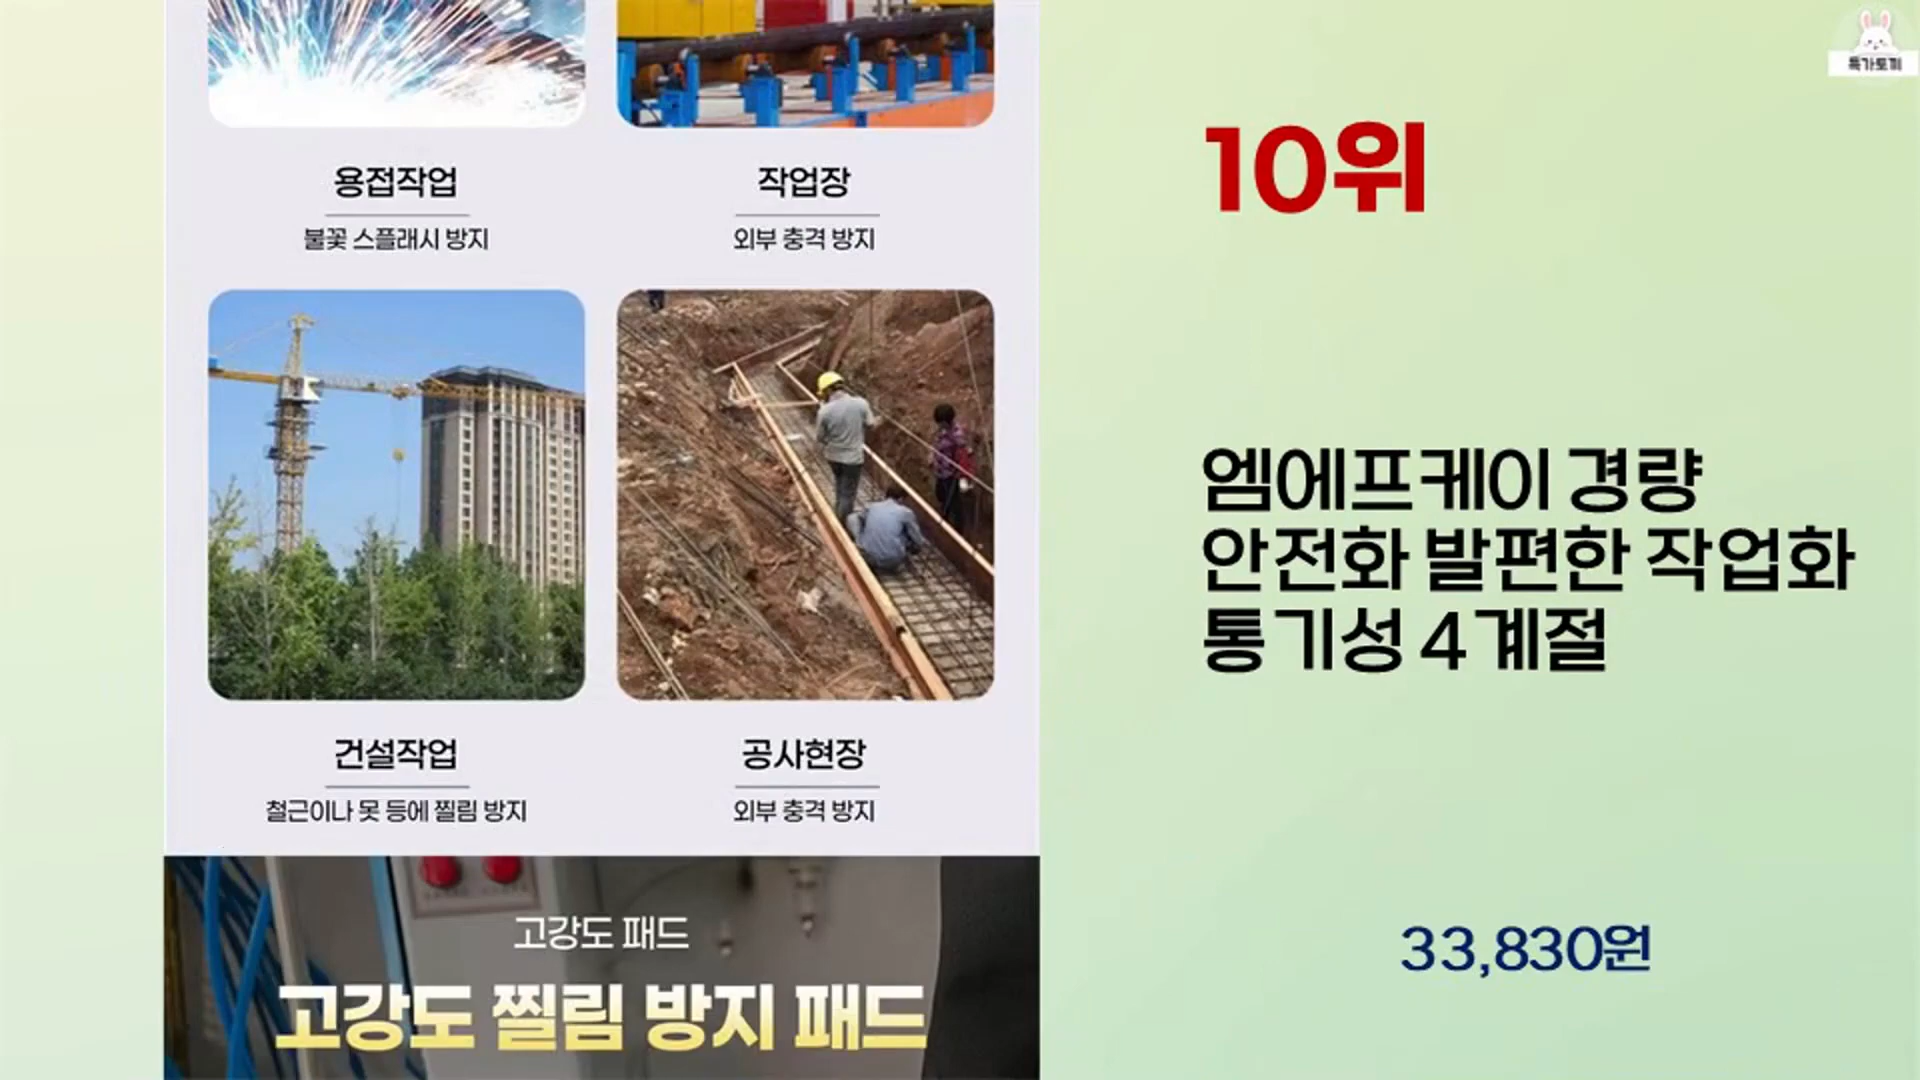 특가토끼
10위
용접작업
불꽃 스플래시 방지
작업장
외부 충격 방지
건설작업
철근이나 못 등에 찔림 방지
공사현장
외부 충격 방지
고강도 패드
고강도 찔림 방지 패드
엠에프케이 경량
안전화 발편한 작업화
통기성 4계절
33,830원